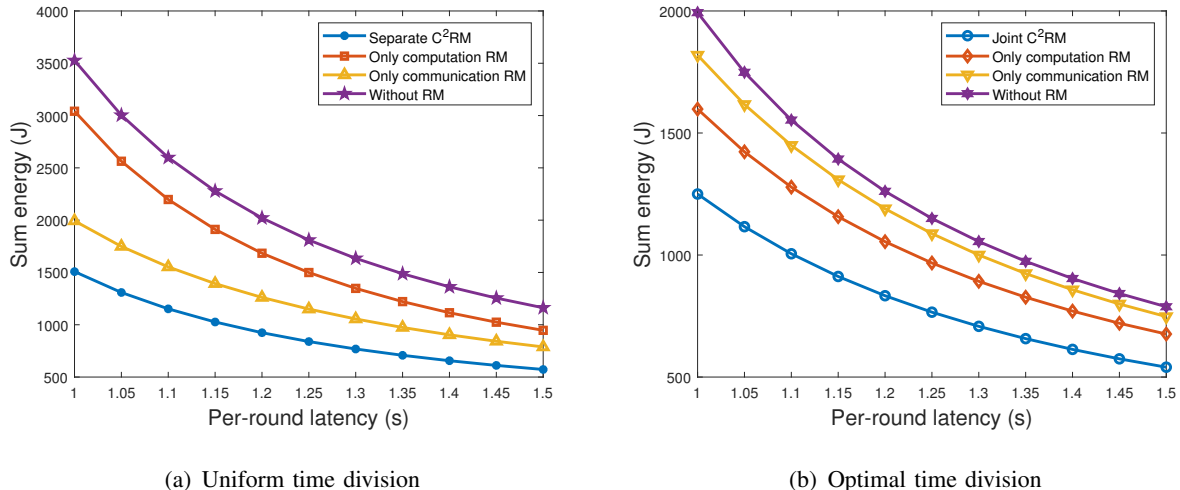 4000
3500
3000
2500
2000
1500
1000
500
Sum energy (J)
Separate C²RM
Only computation RM
Only communication RM
Without RM
1 1.05 1.1 1.15 1.2 1.25 1.3 1.35 1.4 1.45 1.5
Per-round latency (s)
(a) Uniform time division
2000
1500
1000
500
Sum energy (J)
Joint C²RM
Only computation RM
Only communication RM
Without RM
1 1.05 1.1 1.15 1.2 1.25 1.3 1.35 1.4 1.45 1.5
Per-round latency (s)
(b) Optimal time division